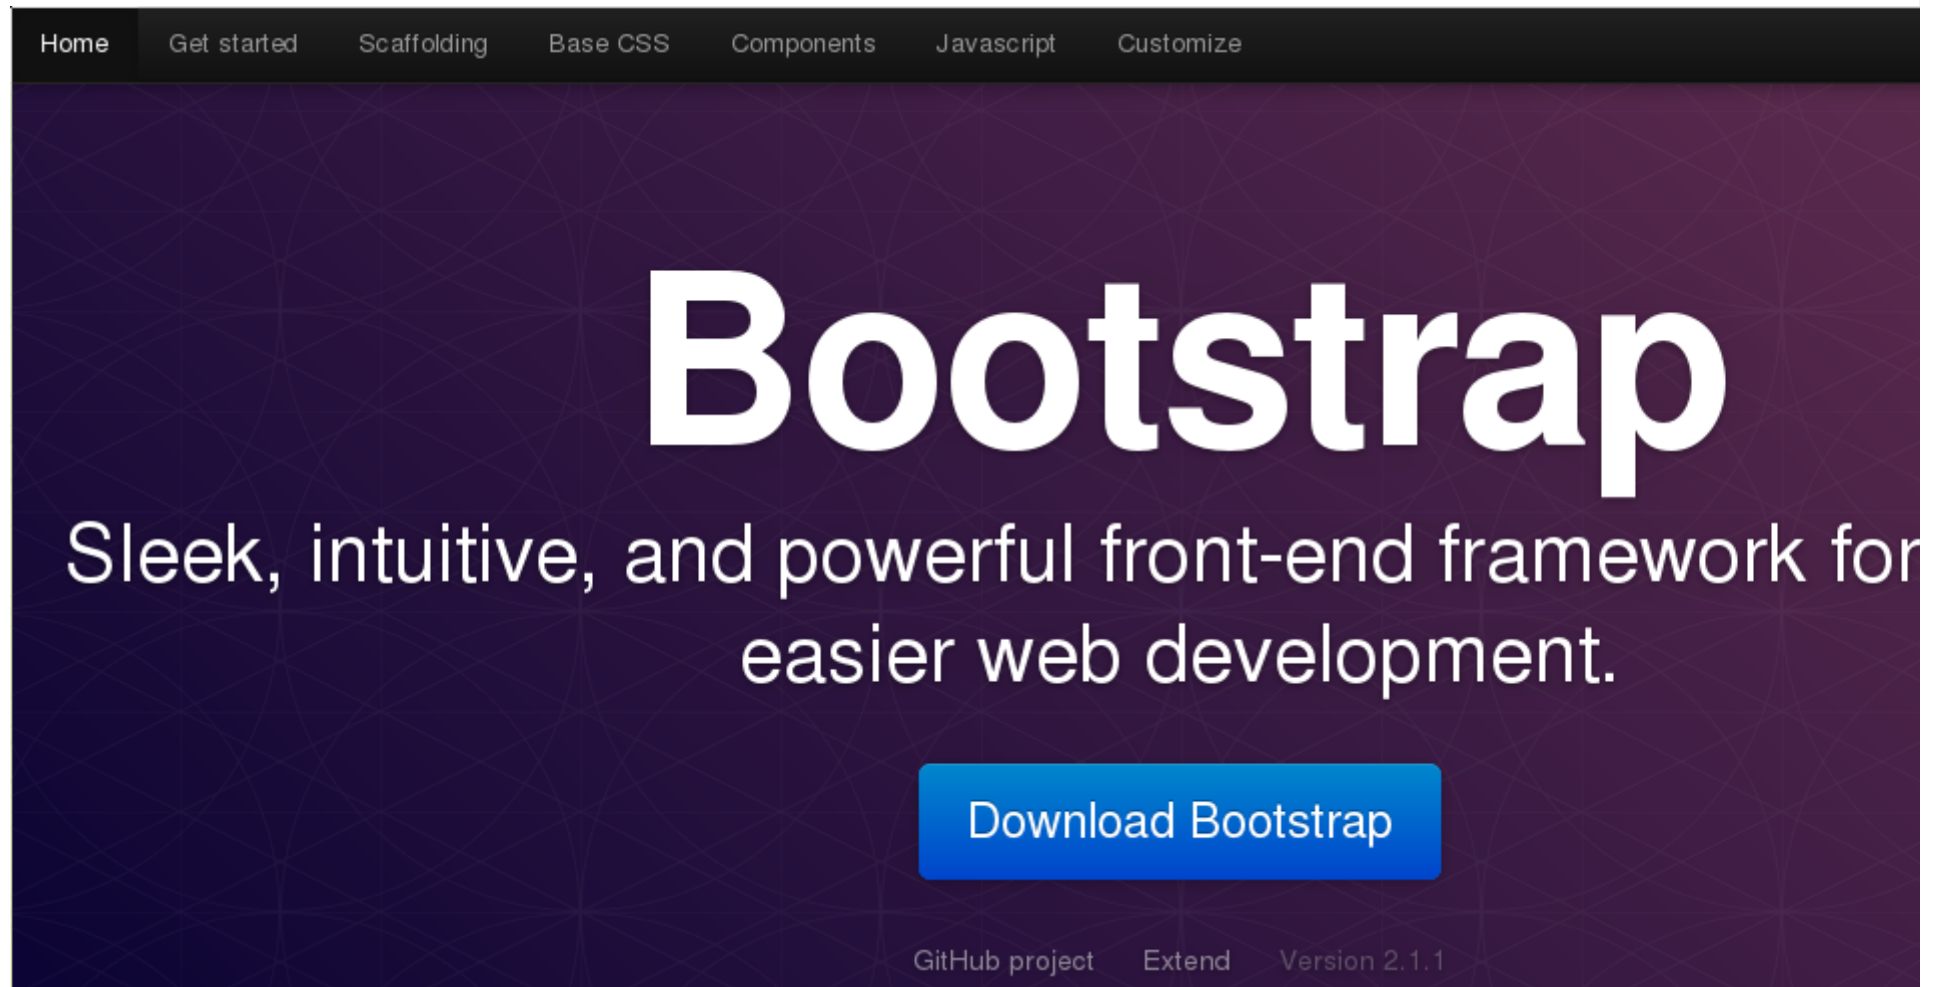 Home Get started Scaffolding Base CSS Components Javascript Customize
Bootstrap
Sleek, intuitive, and powerful front-end framework for
easier web development.
Download Bootstrap
GitHub project Extend Version 2.1.1